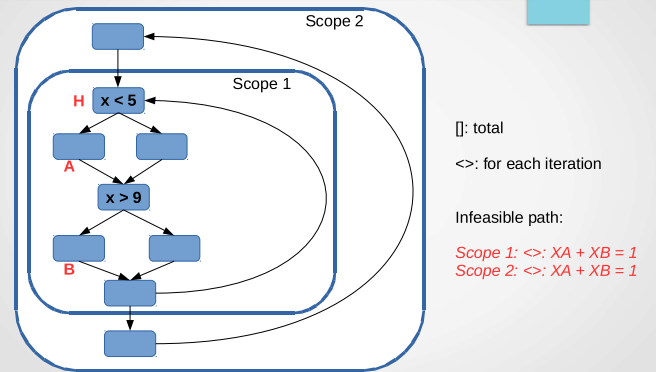 Scope 2
Scope 1
H
x < 5
A
x > 9
B
[]: total
<>: for each iteration
Infeasible path:
Scope 1: <>: XA + XB = 1
Scope 2: <>: XA + XB = 1